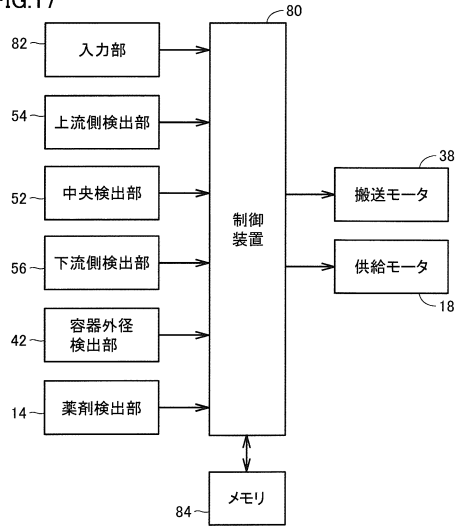 FIG.17
80
82
入力部
54
上流側検出部
52
中央検出部
56
下流側検出部
42
容器外径
検出部
14
薬剤検出部
制御
装置
38
搬送モータ
供給モータ
18
84
メモリ